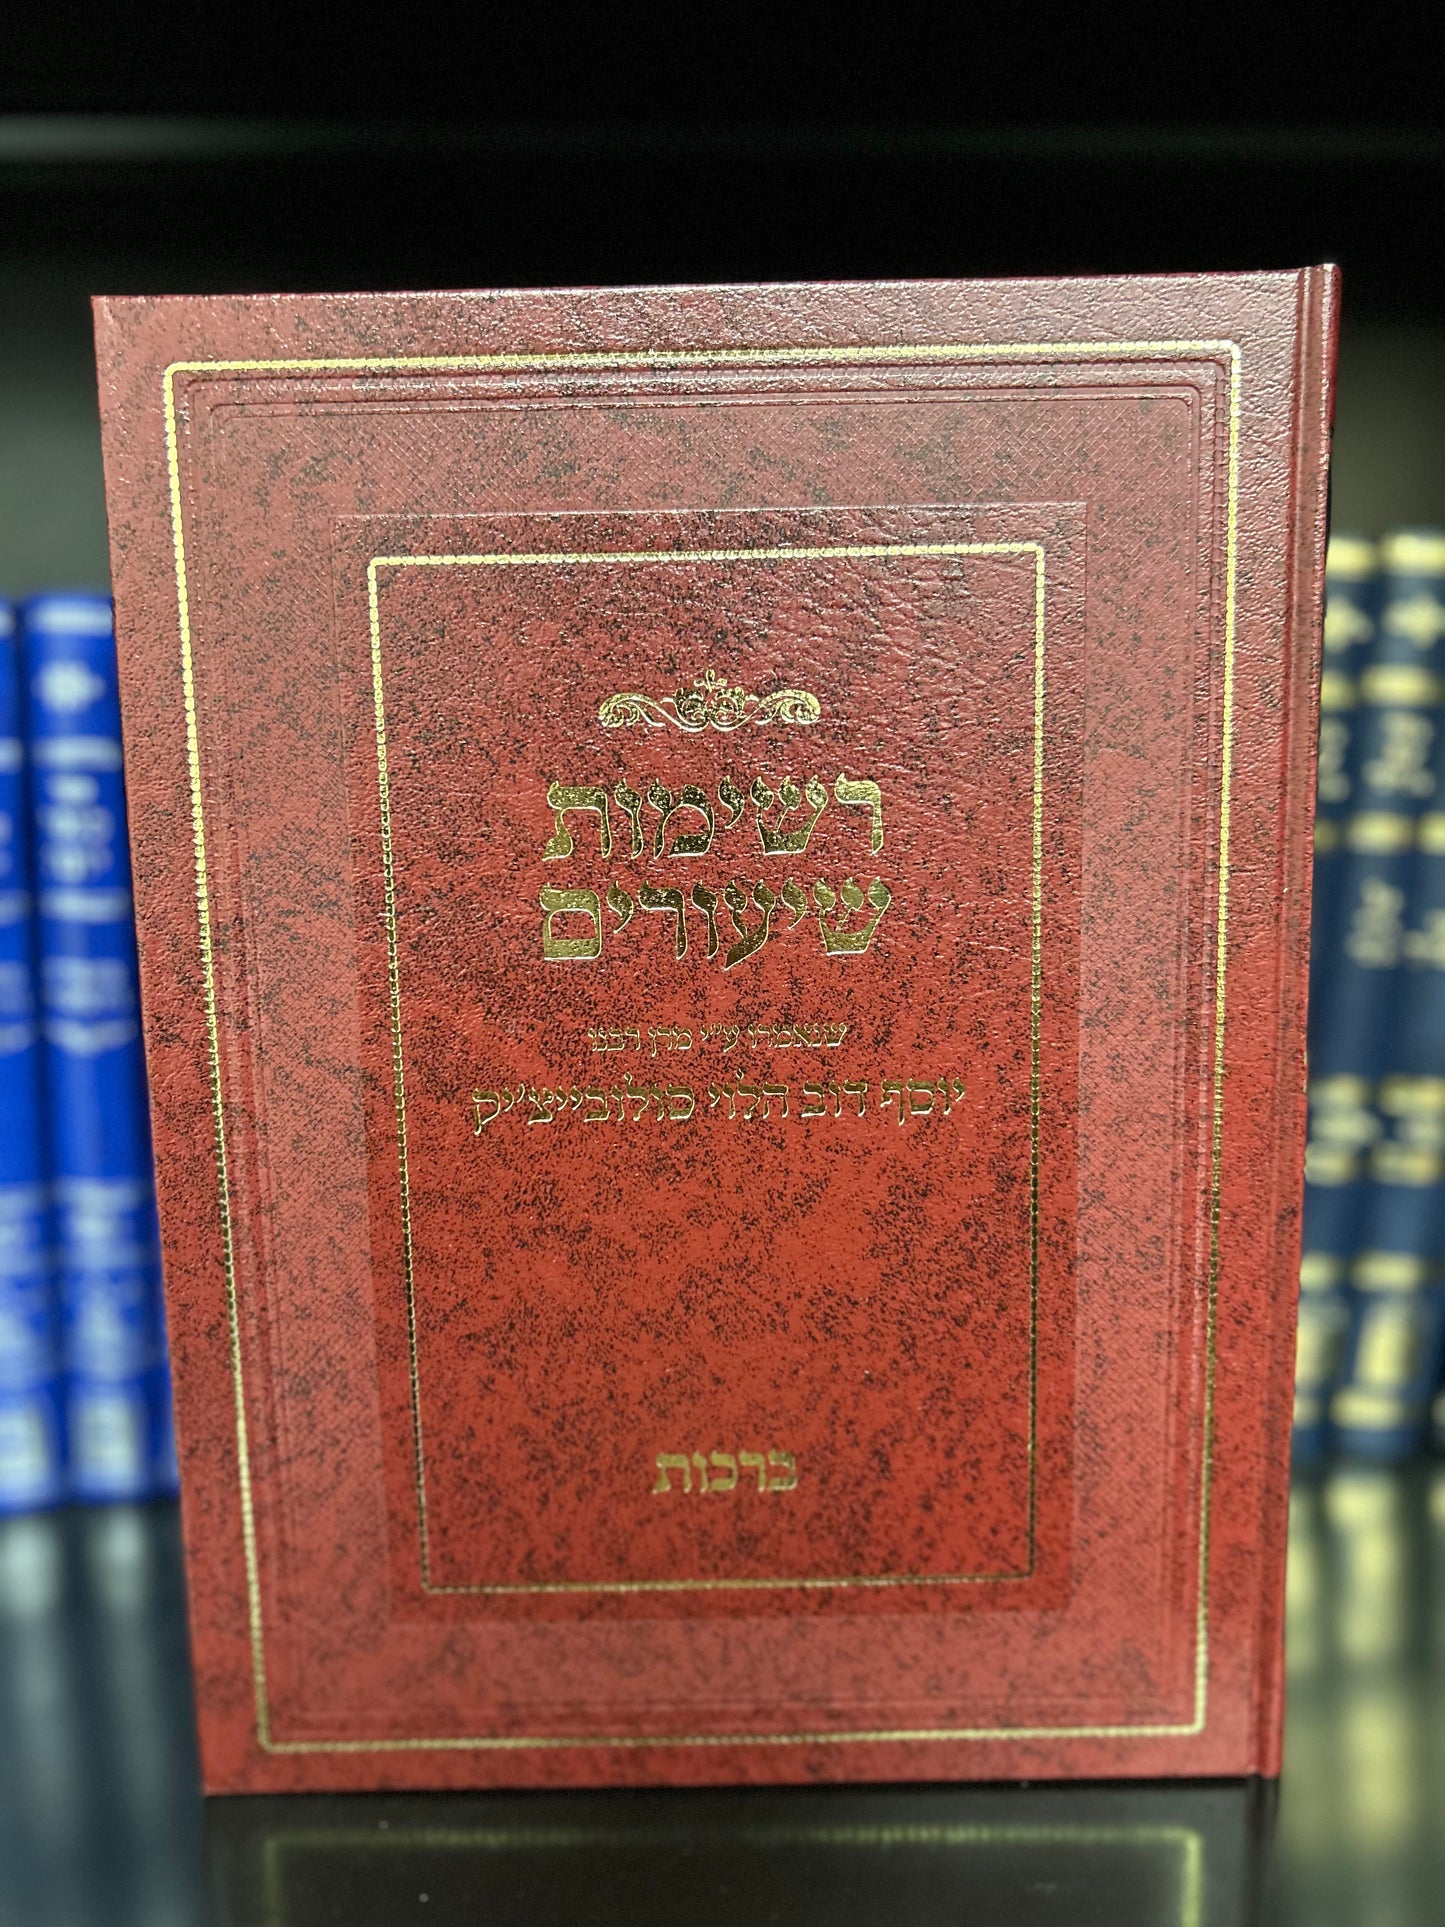 רשימות
שיעורים
שנאמרו ע״י מרן רבנו
יוסף דוב הלוי סולובייצ׳יק
ברכות